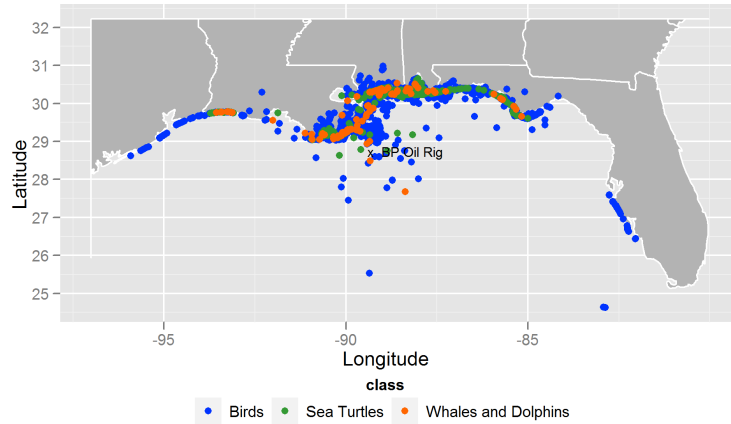 32
31
30
29
28
27
26
25
Latitude
x BP Oil Rig
-95
-90
-85
Longitude
class
Birds
Sea Turtles
Whales and Dolphins